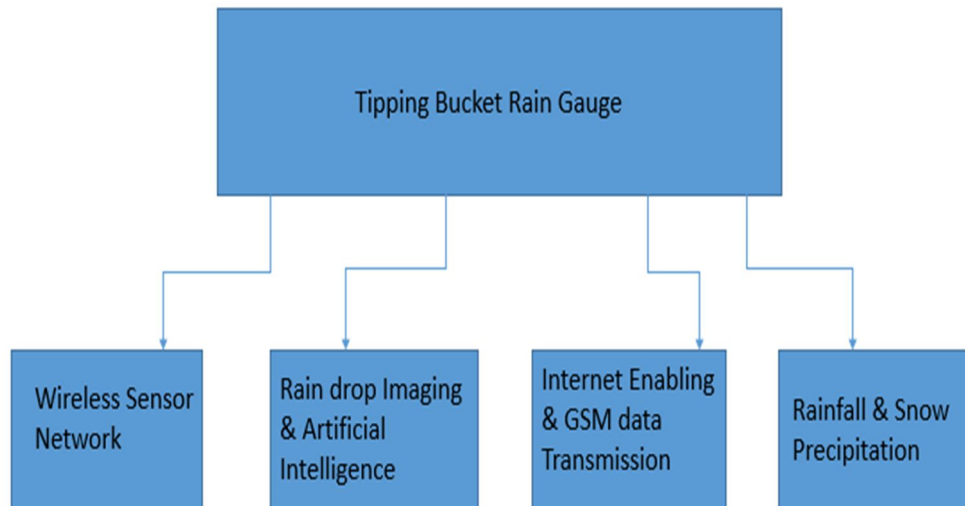 Tipping Bucket Rain Gauge
Wireless Sensor
Network
Rain drop Imaging
& Artificial
Intelligence
Internet Enabling
& GSM data
Transmission
Rainfall & Snow
Precipitation